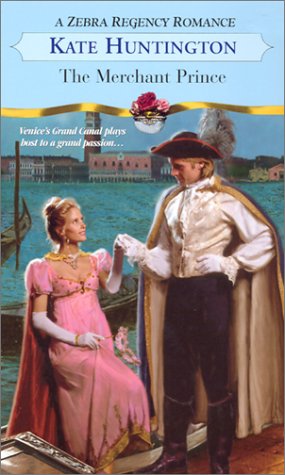 A ZEBRA REGENCY ROMANCE
KATE HUNTINGTON
The Merchant Prince
Venice's Grand Canal plays
host to a grand passion...